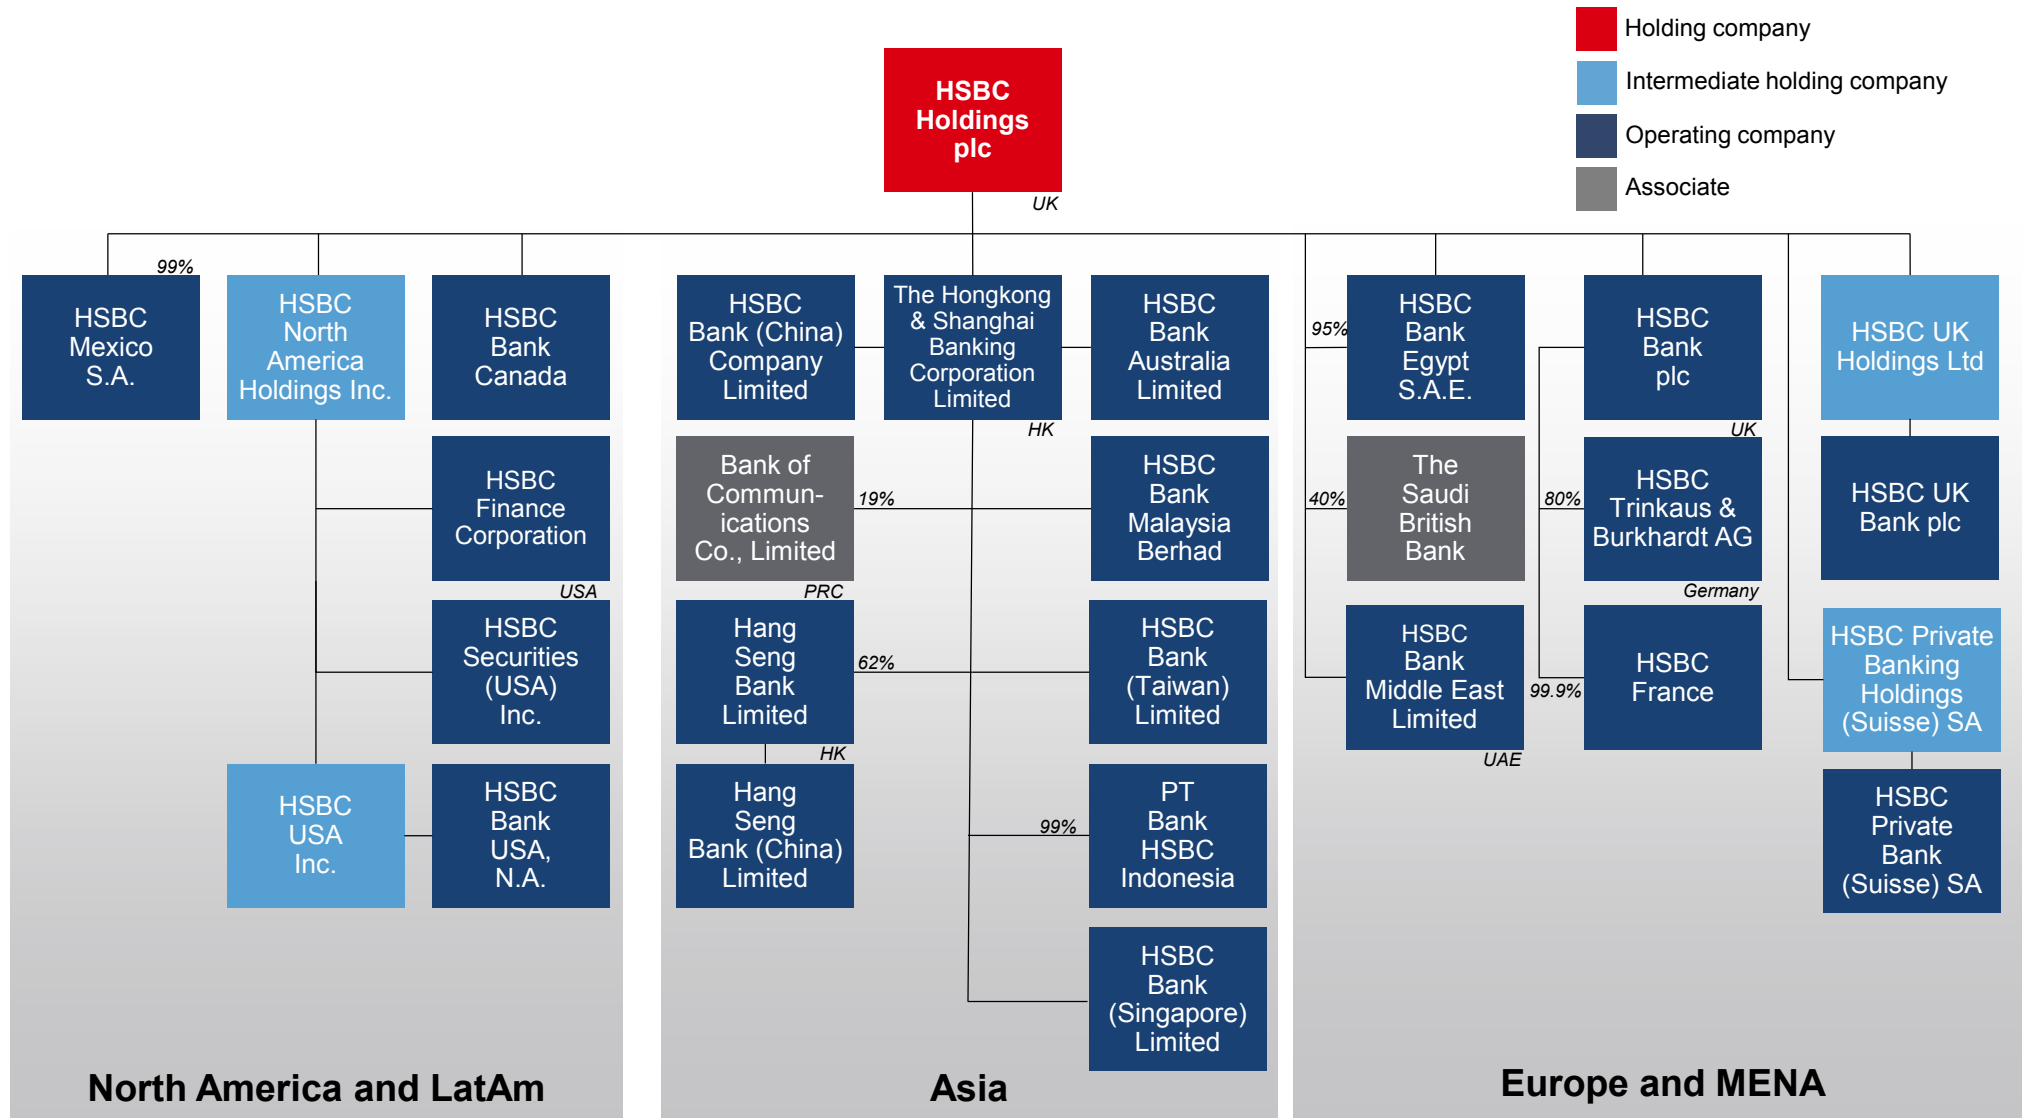 Holding company
Intermediate holding company
Operating company
Associate
HSBC
Holdings
plc
UK
99%
HSBC
Mexico
S.A.
HSBC
North
America
Holdings Inc.
HSBC
Bank
Canada
HSBC
Finance
Corporation
USA
HSBC
Securities
(USA)
Inc.
HSBC
USA
Inc.
HSBC
Bank
USA,
N.A.
North America and LatAm
HSBC
Bank (China)
Company
Limited
The Hongkong
& Shanghai
Banking
Corporation
Limited
HK
HSBC
Bank
Australia
Limited
Bank of
Commun-
ications
Co., Limited
19%
PRC
HSBC
Bank
Malaysia
Berhad
Hang
Seng
Bank
Limited
62%
HK
HSBC
Bank
(Taiwan)
Limited
Hang
Seng
Bank (China)
Limited
99%
PT
Bank
HSBC
Indonesia
HSBC
Bank
(Singapore)
Limited
Asia
95%
HSBC
Bank
Egypt
S.A.E.
HSBC
Bank
plc
UK
HSBC UK
Holdings Ltd
40%
The
Saudi
British
Bank
80%
HSBC
Trinkaus &
Burkhardt AG
Germany
HSBC UK
Bank plc
HSBC
Bank
Middle East
Limited
UAE
99.9%
HSBC
France
HSBC Private
Banking
Holdings
(Suisse) SA
HSBC
Private
Bank
(Suisse) SA
Europe and MENA